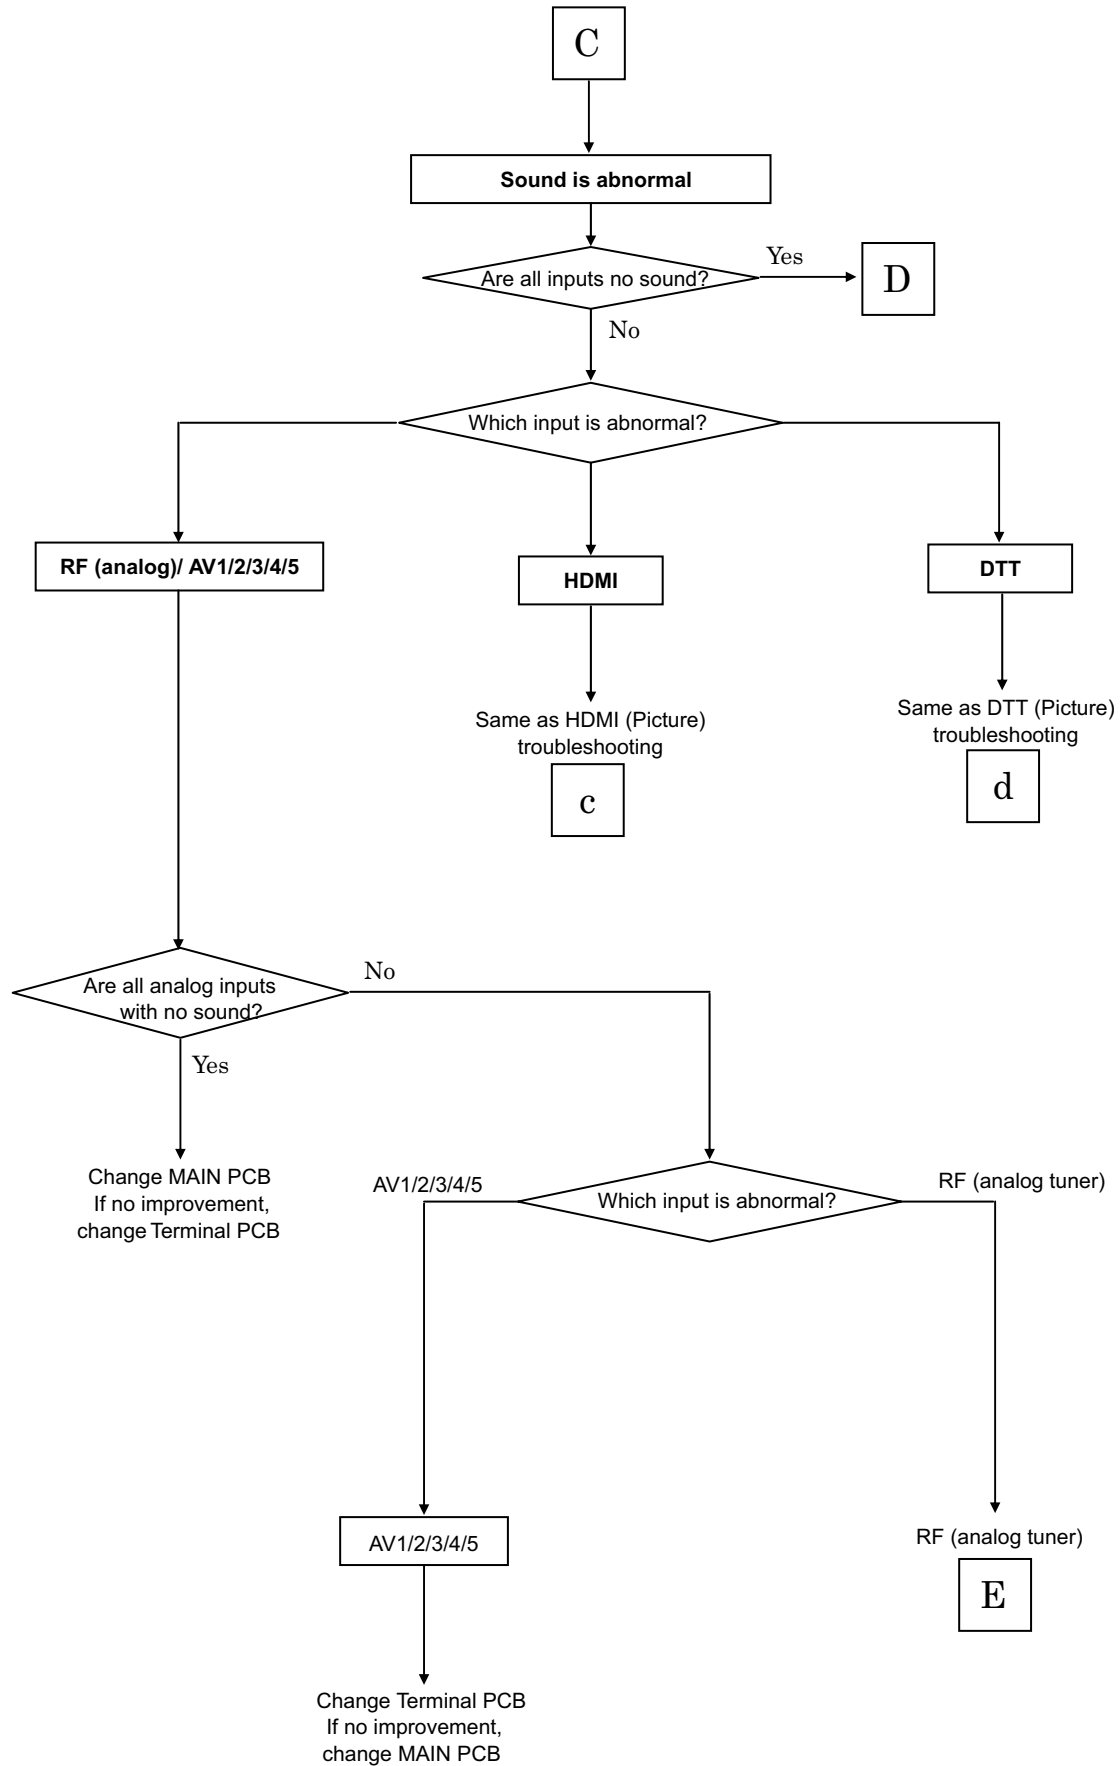 C
Sound is abnormal
Are all inputs no sound?
Yes
D
No
Which input is abnormal?
RF (analog)/ AV1/2/3/4/5
HDMI
DTT
Same as HDMI (Picture)
troubleshooting
c
Same as DTT (Picture)
troubleshooting
d
Are all analog inputs
with no sound?
No
Yes
Change MAIN PCB
If no improvement,
change Terminal PCB
AV1/2/3/4/5
Which input is abnormal?
RF (analog tuner)
AV1/2/3/4/5
RF (analog tuner)
E
Change Terminal PCB
If no improvement,
change MAIN PCB